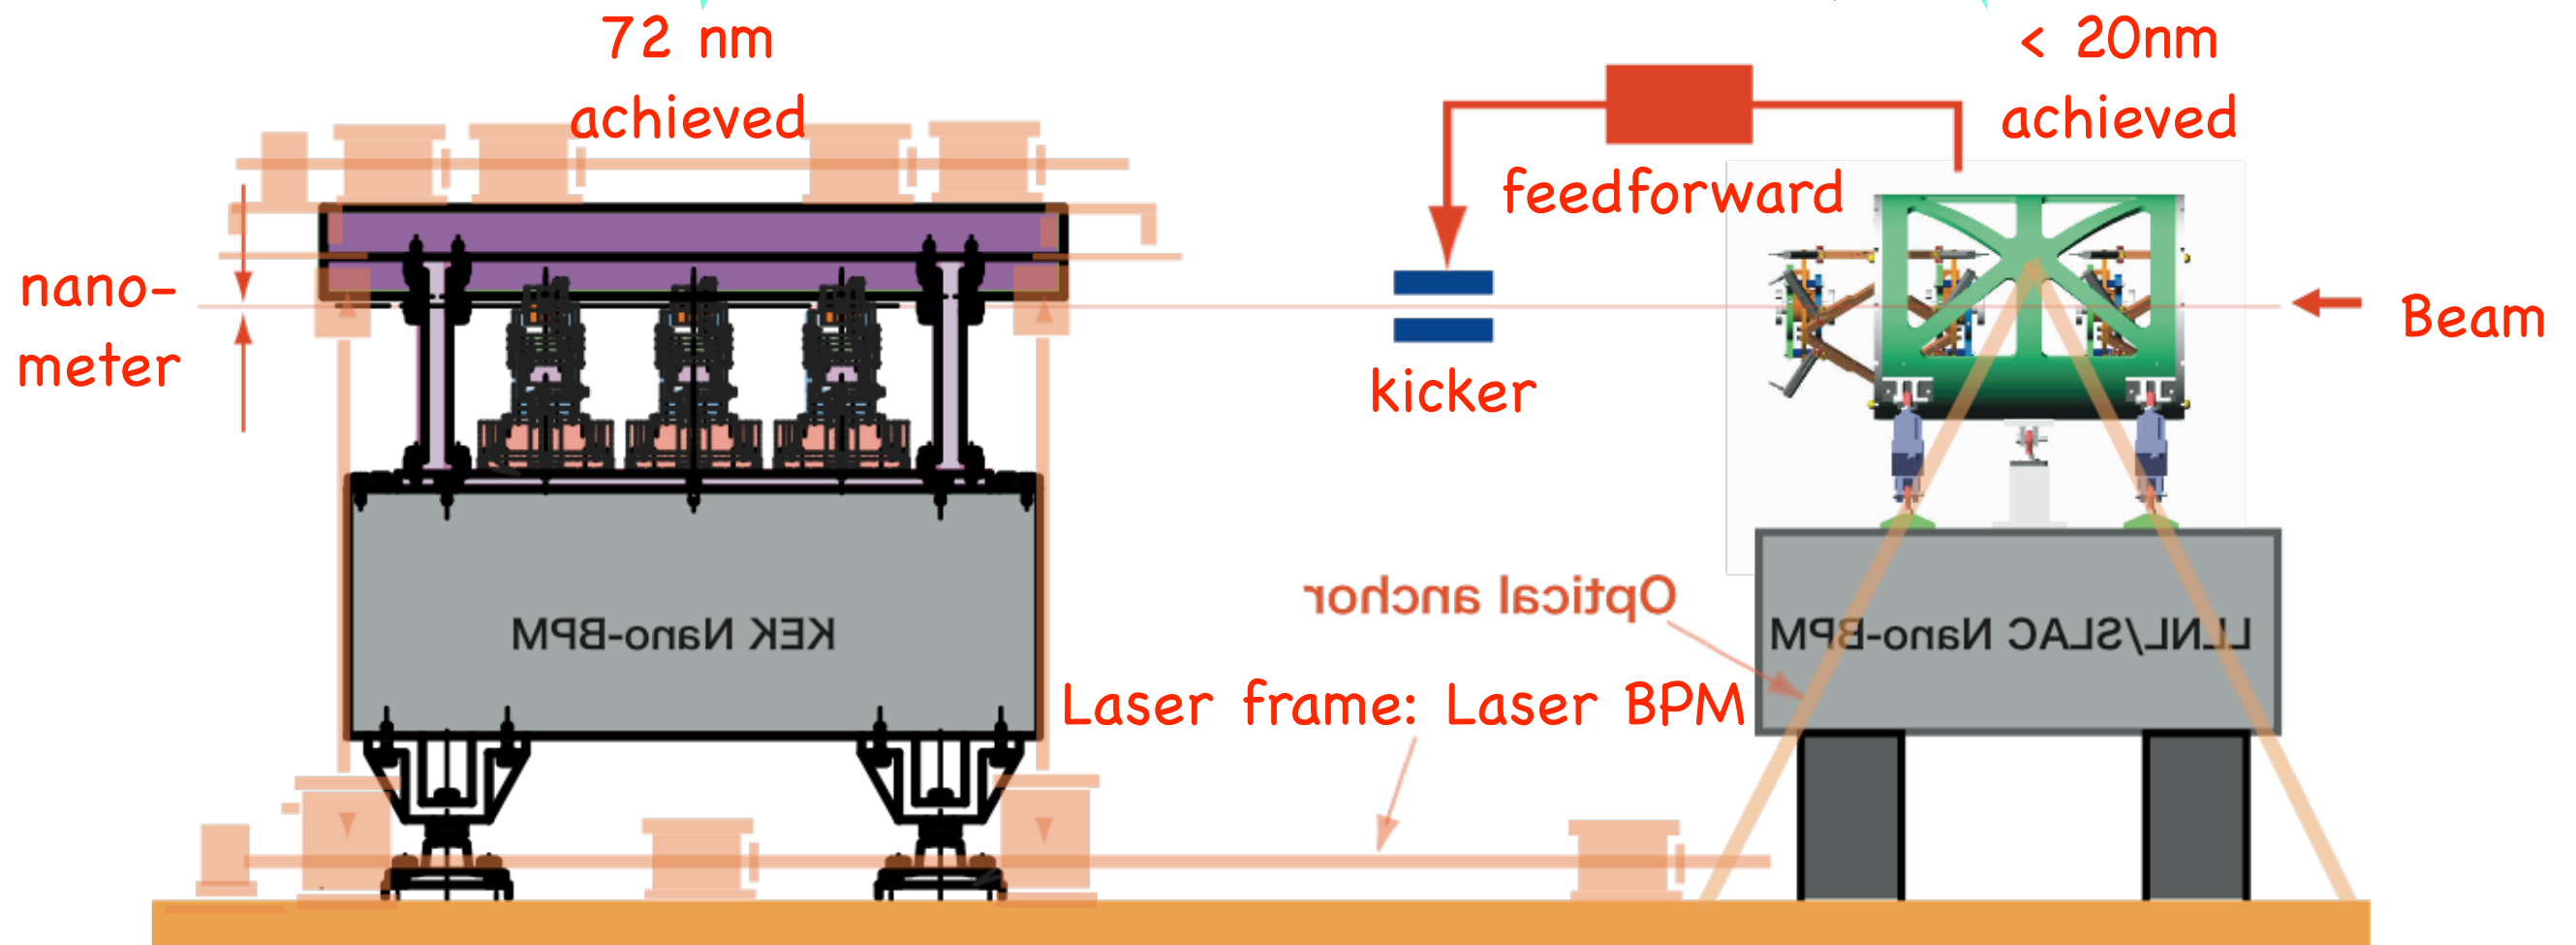 72 nm
achieved
< 20nm
achieved
feedforward
nano-
meter
Beam
kicker
Optical anchor
KEK Nano-BPM
LLNL/SLAC Nano-BPM
Laser frame: Laser BPM